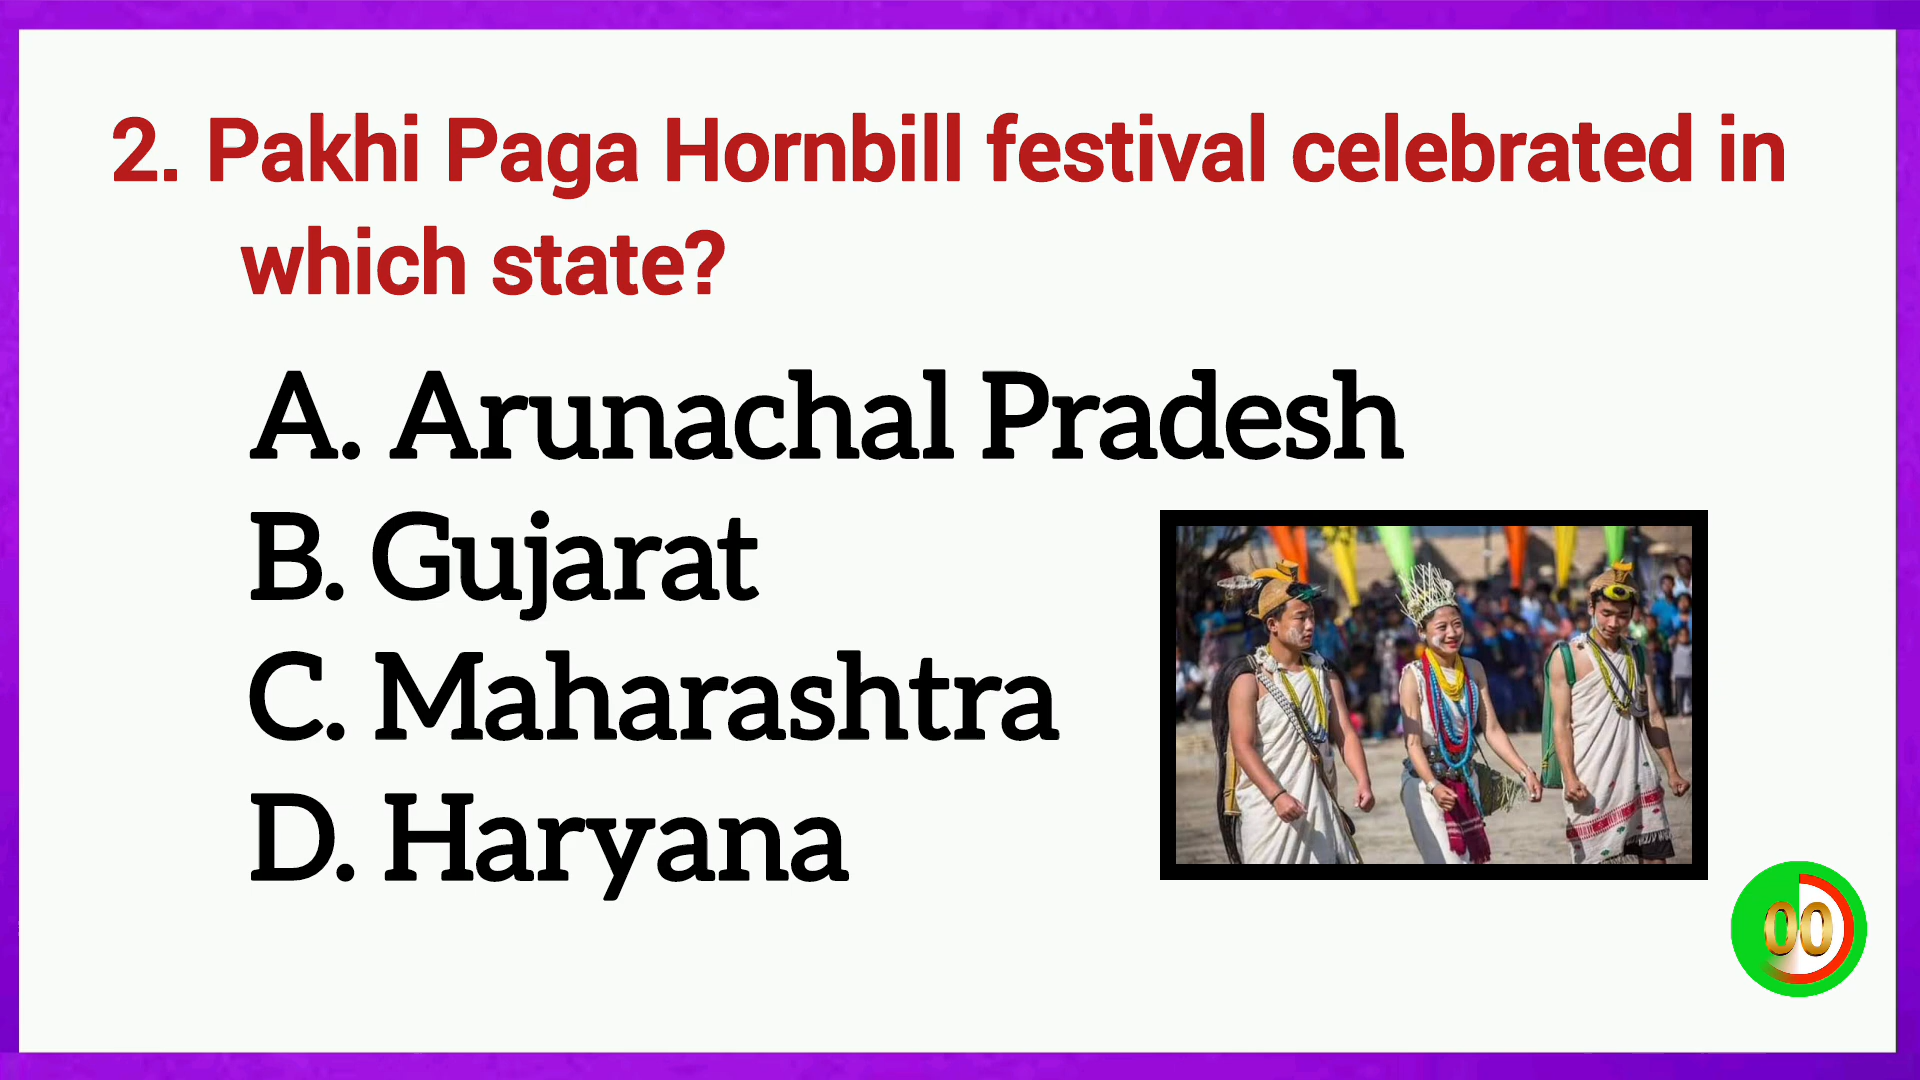 2. Pakhi Paga Hornbill festival celebrated in
which state?
A. Arunachal Pradesh
B. Gujarat
C. Maharashtra
D. Haryana
00